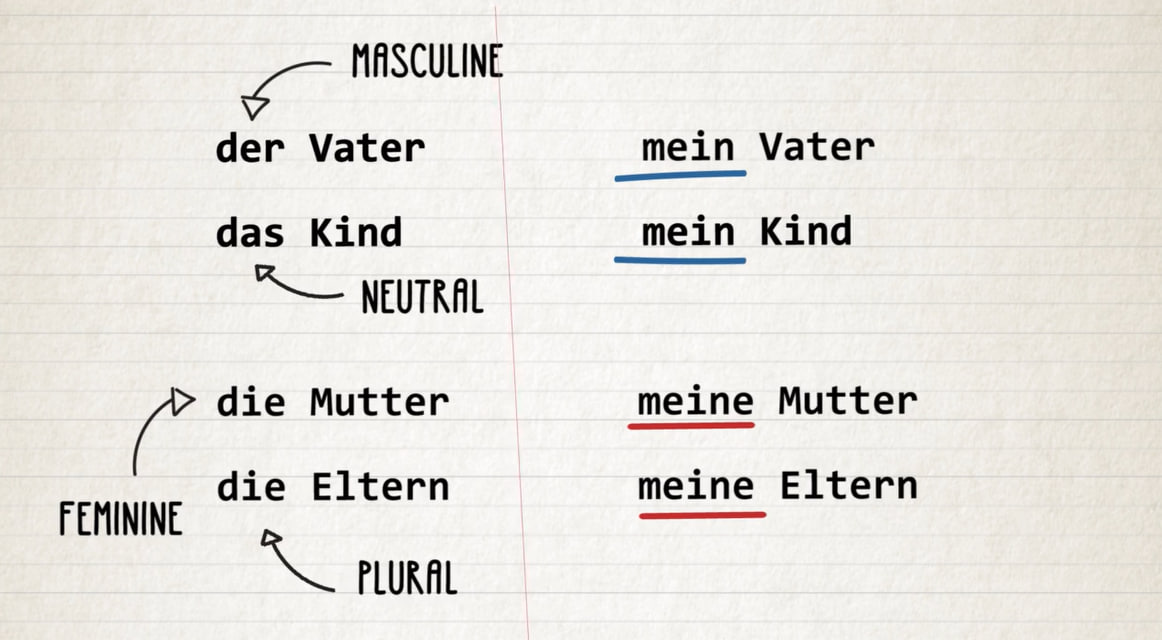 MASCULINE
der Vater mein Vater
das Kind mein Kind
NEUTRAL
die Mutter meine Mutter
die Eltern meine Eltern
FEMININE
PLURAL